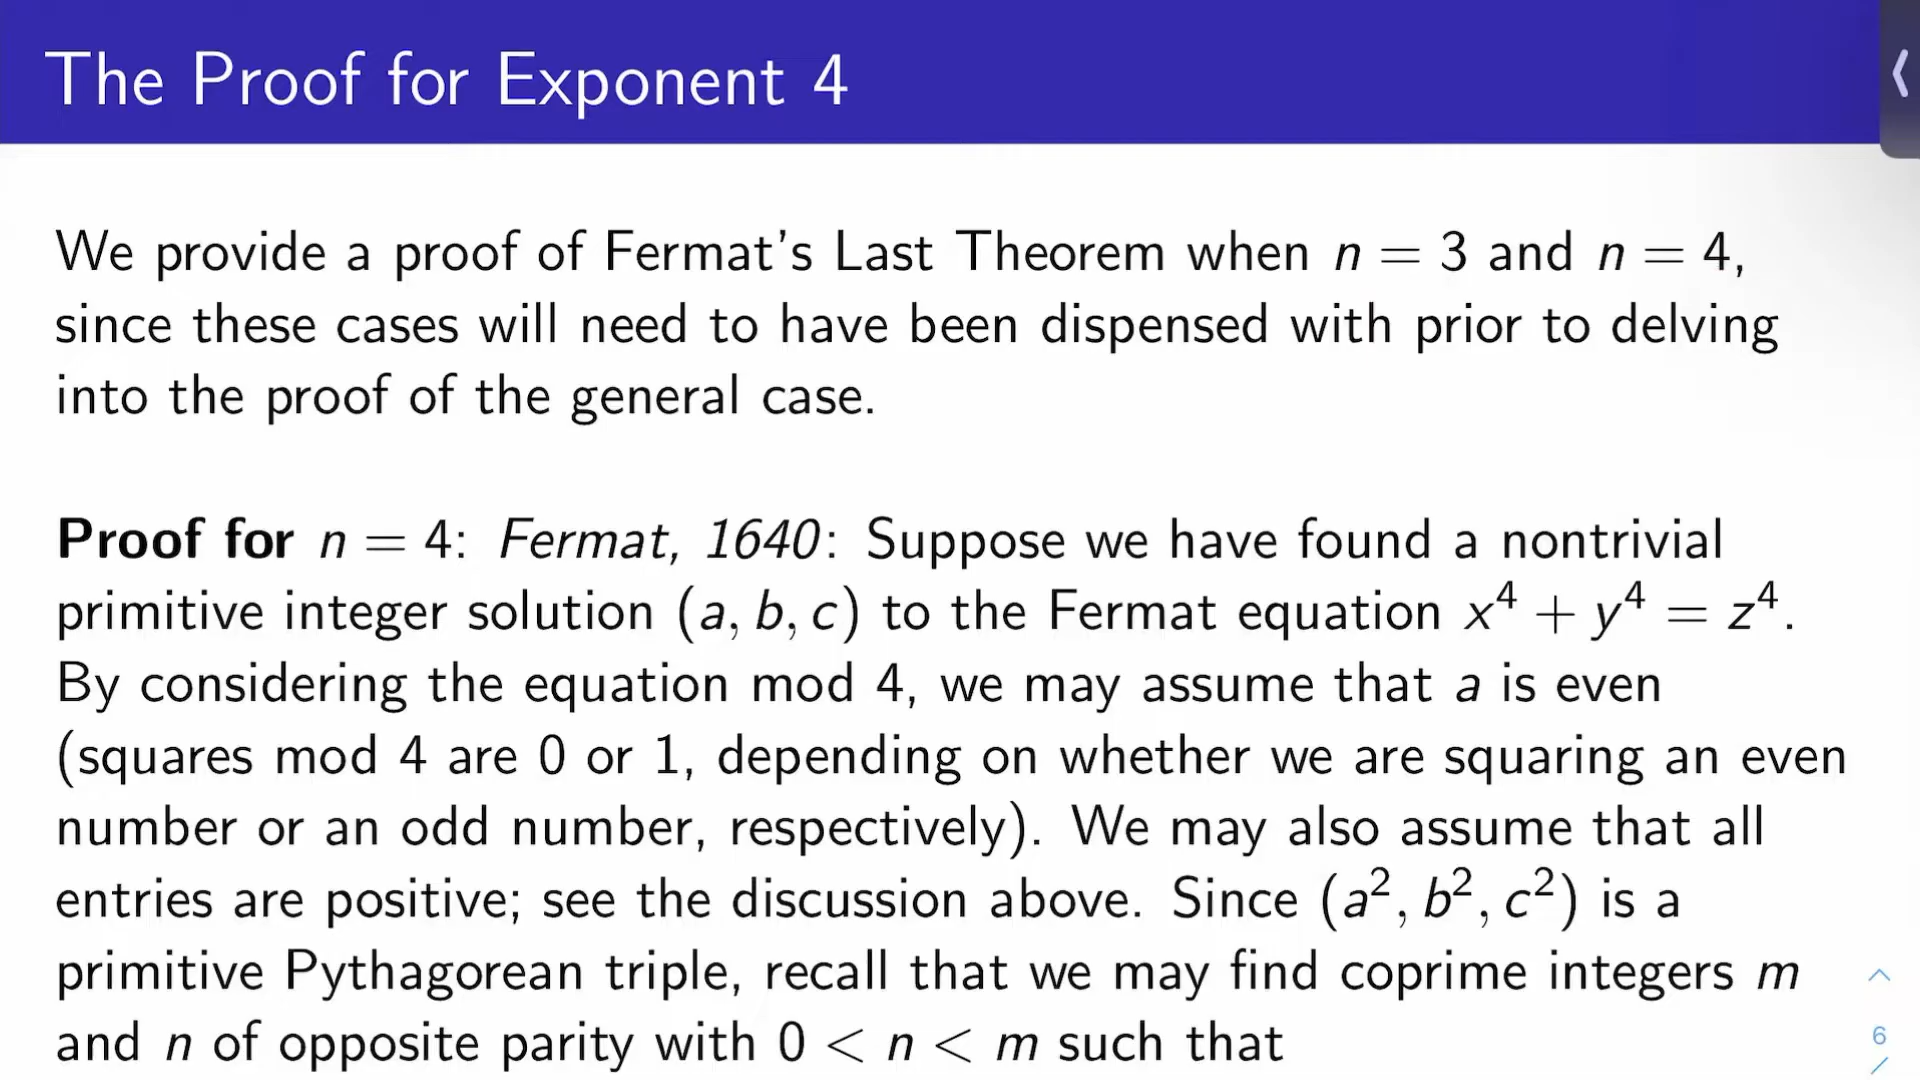 The Proof for Exponent 4
We provide a proof of Fermat's Last Theorem when n = 3 and n = 4,
since these cases will need to have been dispensed with prior to delving
into the proof of the general case.
Proof for n = 4: Fermat, 1640: Suppose we have found a nontrivial
primitive integer solution (a, b, c) to the Fermat equation x⁴ + y⁴ = z⁴.
By considering the equation mod 4, we may assume that a is even
(squares mod 4 are 0 or 1, depending on whether we are squaring an even
number or an odd number, respectively). We may also assume that all
entries are positive; see the discussion above. Since (a², b², c²) is a
primitive Pythagorean triple, recall that we may find coprime integers m
and n of opposite parity with 0 < n < m such that
6
/